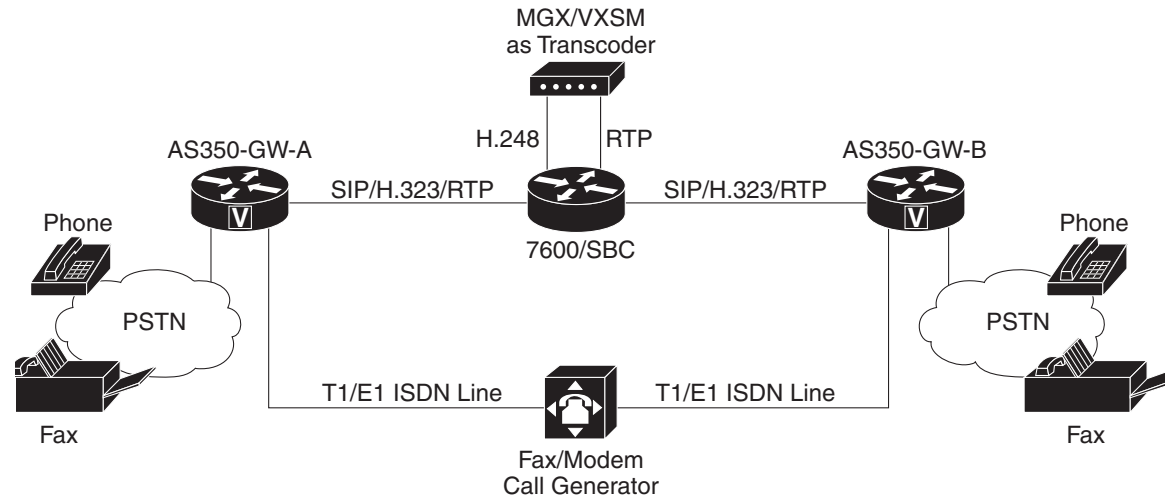 MGX/VXSM
as Transcoder
H.248
RTP
AS350-GW-A
AS350-GW-B
SIP/H.323/RTP
SIP/H.323/RTP
V
V
Phone
7600/SBC
Phone
PSTN
PSTN
T1/E1 ISDN Line
T1/E1 ISDN Line
Fax
Fax/Modem
Call Generator
Fax